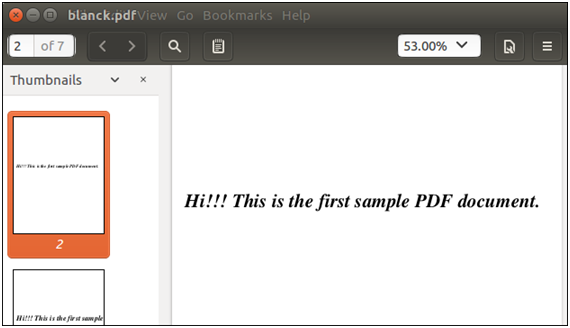 blanck.pdf View Go Bookmarks Help
2 of 7 53.00%
Thumbnails
Hi!!! This is the first sample PDF document.
2
Hi!!! This is the first sample
Hi!!! This is the first sample PDF document.